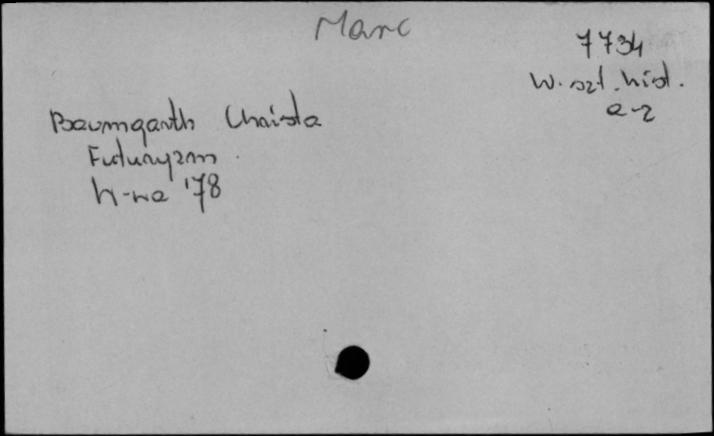 Marc
7734
W. szt. hist.
a-z
Baumgarth Christa
Futuryzm
W-wa '78